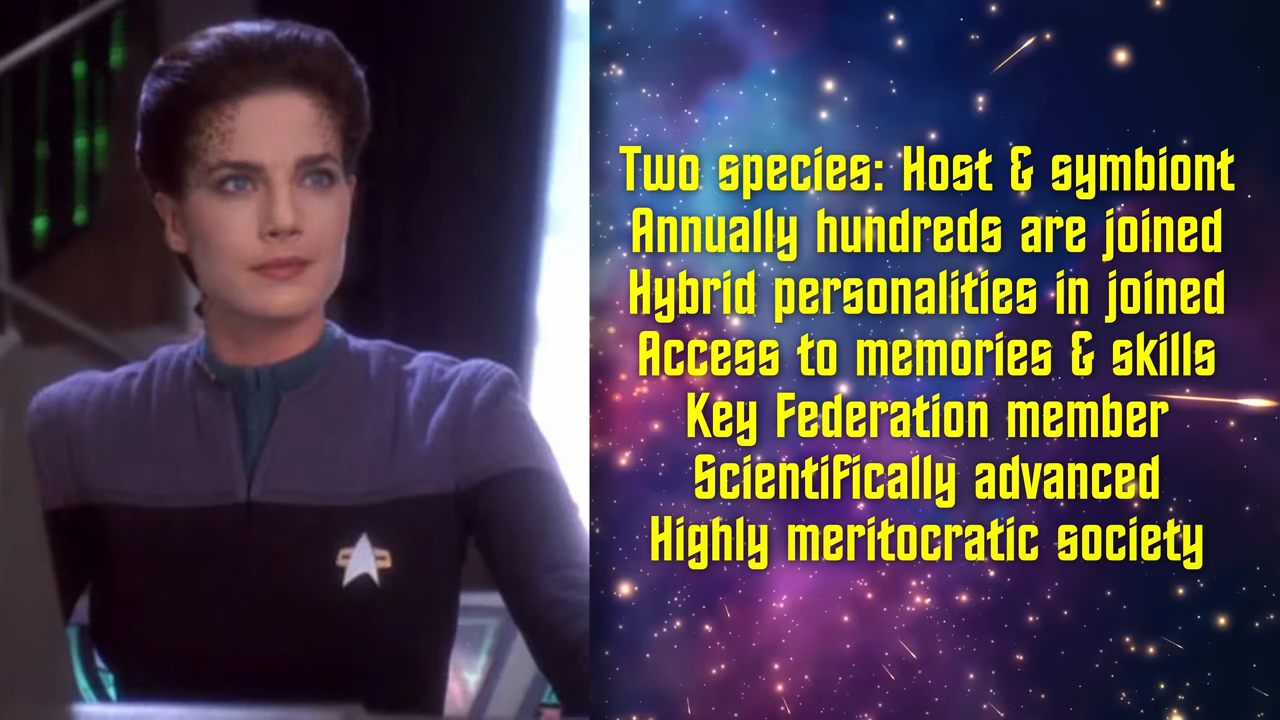 Two species: Host & symbiont
Annually hundreds are joined
Hybrid personalities in joined
Access to memories & skills
Key Federation member
Scientifically advanced
Highly meritocratic society